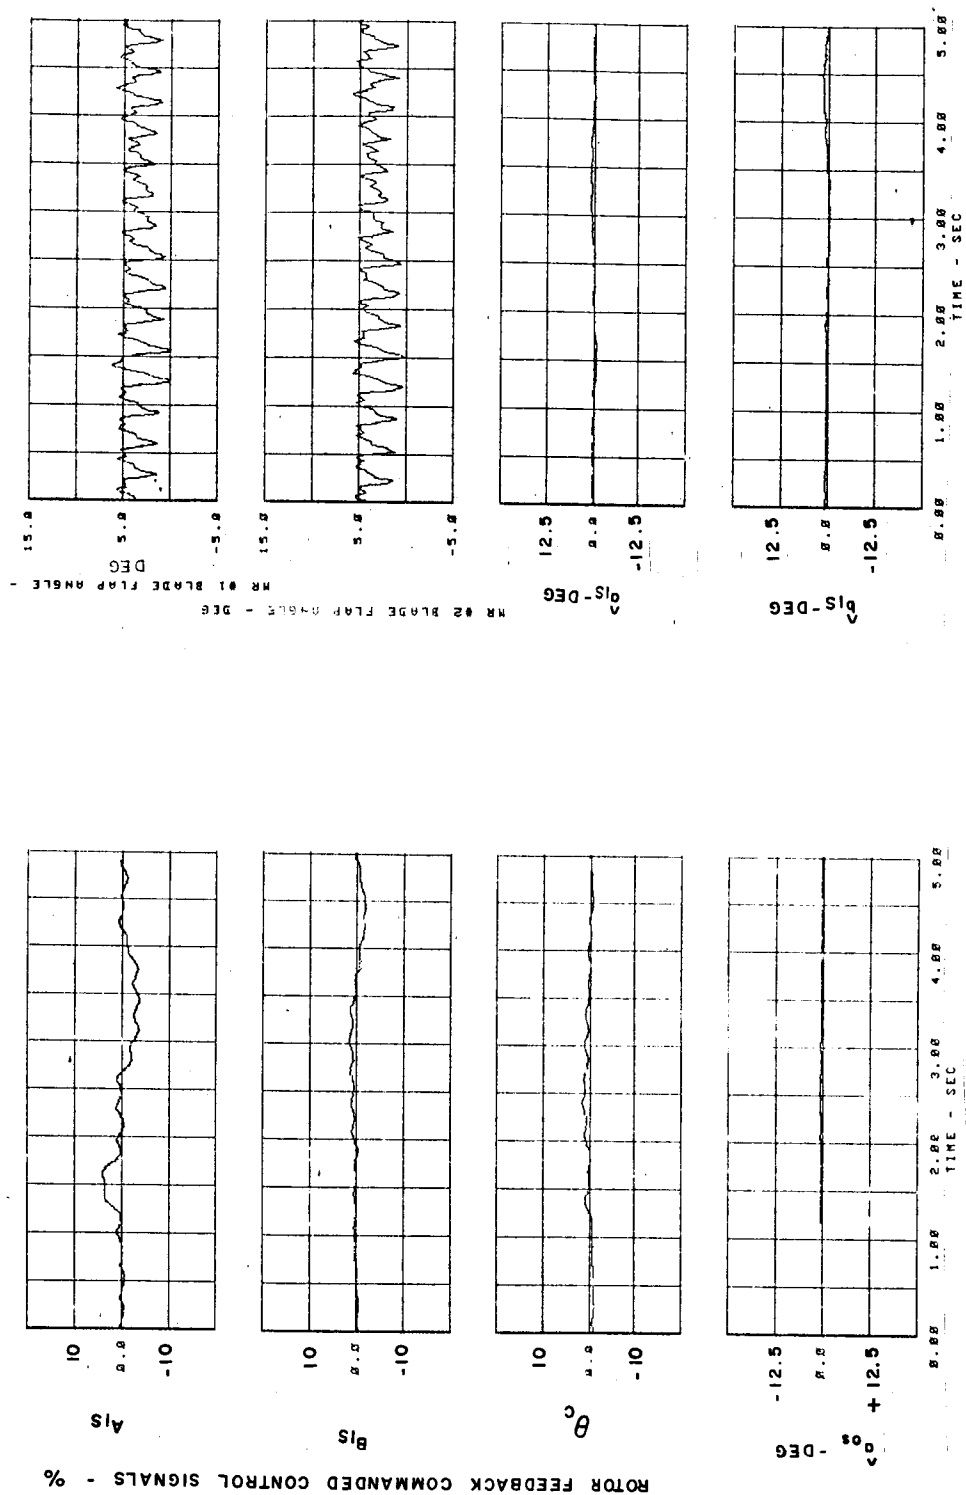 ROTOR FEEDBACK COMMANDED CONTROL SIGNALS - %
A1S
10
0.0
-10
B1S
10
0.0
-10
θC
10
0.0
-10
âos - DEG
-12.5
0.0
+12.5
0.00 1.00 2.00 3.00 4.00 5.00
TIME - SEC
MR #1 BLADE FLAP ANGLE -
DEG
15.0
5.0
-5.0
MR #2 BLADE FLAP ANGLE - DEG
15.0
5.0
-5.0
â1S-DEG
12.5
0.0
-12.5
b̂1S-DEG
12.5
0.0
-12.5
0.00 1.00 2.00 3.00 4.00 5.00
TIME - SEC